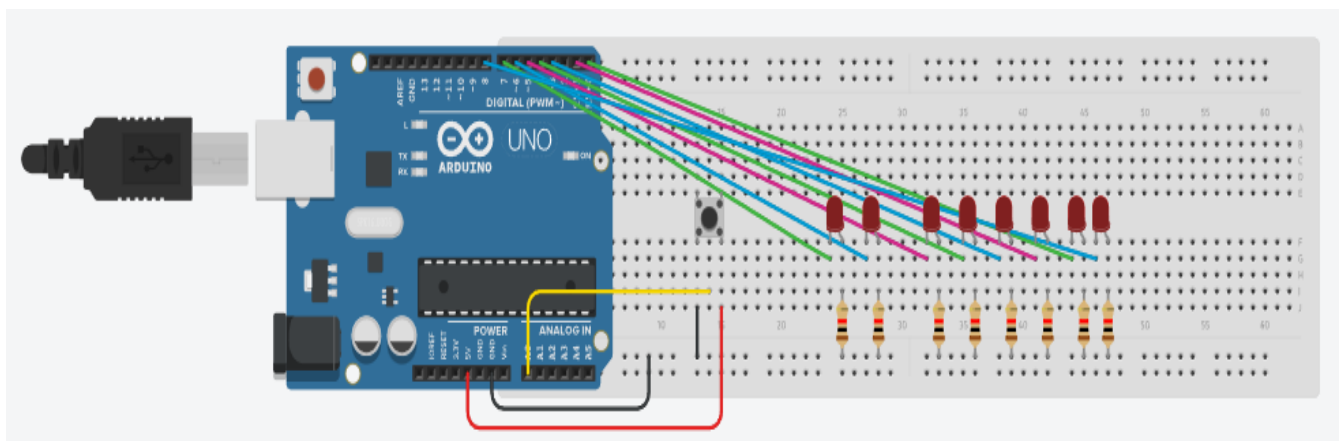 AREF
GND
13
12
~11
~10
~9
8
7
~6
~5
DIGITAL (PWM~)
L
TX
RX
UNO
ARDUINO
ON
15
20
25
30
35
40
45
50
55
60
A
B
C
D
E
F
G
H
I
J
10
20
30
35
40
45
50
55
60
POWER
ANALOG IN
IOREF
RESET
3.3V
5V
GND
GND
Vin
A0
A1
A2
A3
A4
A5